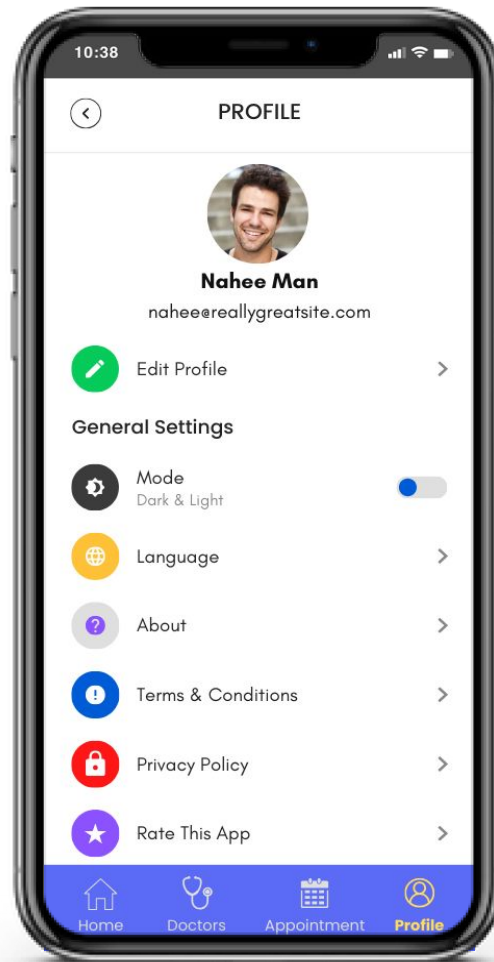 10:38
PROFILE
Nahee Man
nahee@reallygreatsite.com
Edit Profile
General Settings
Mode
Dark & Light
Language
About
Terms & Conditions
Privacy Policy
Rate This App
Home Doctors Appointment Profile